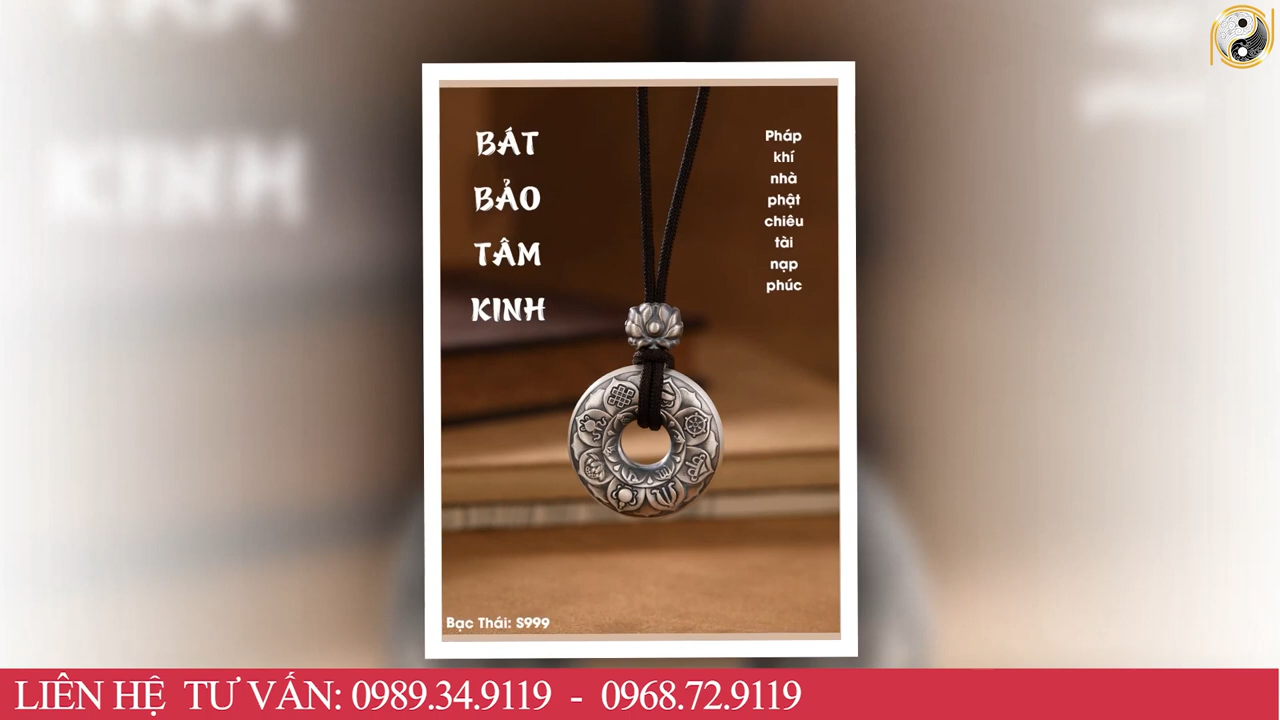 BÁT
BẢO
TÂM
KINH
Pháp
khí
nhà
phật
chiêu
tài
nạp
phúc
Bạc Thái: S999
LIÊN HỆ TƯ VẤN: 0989.34.9119 - 0968.72.9119